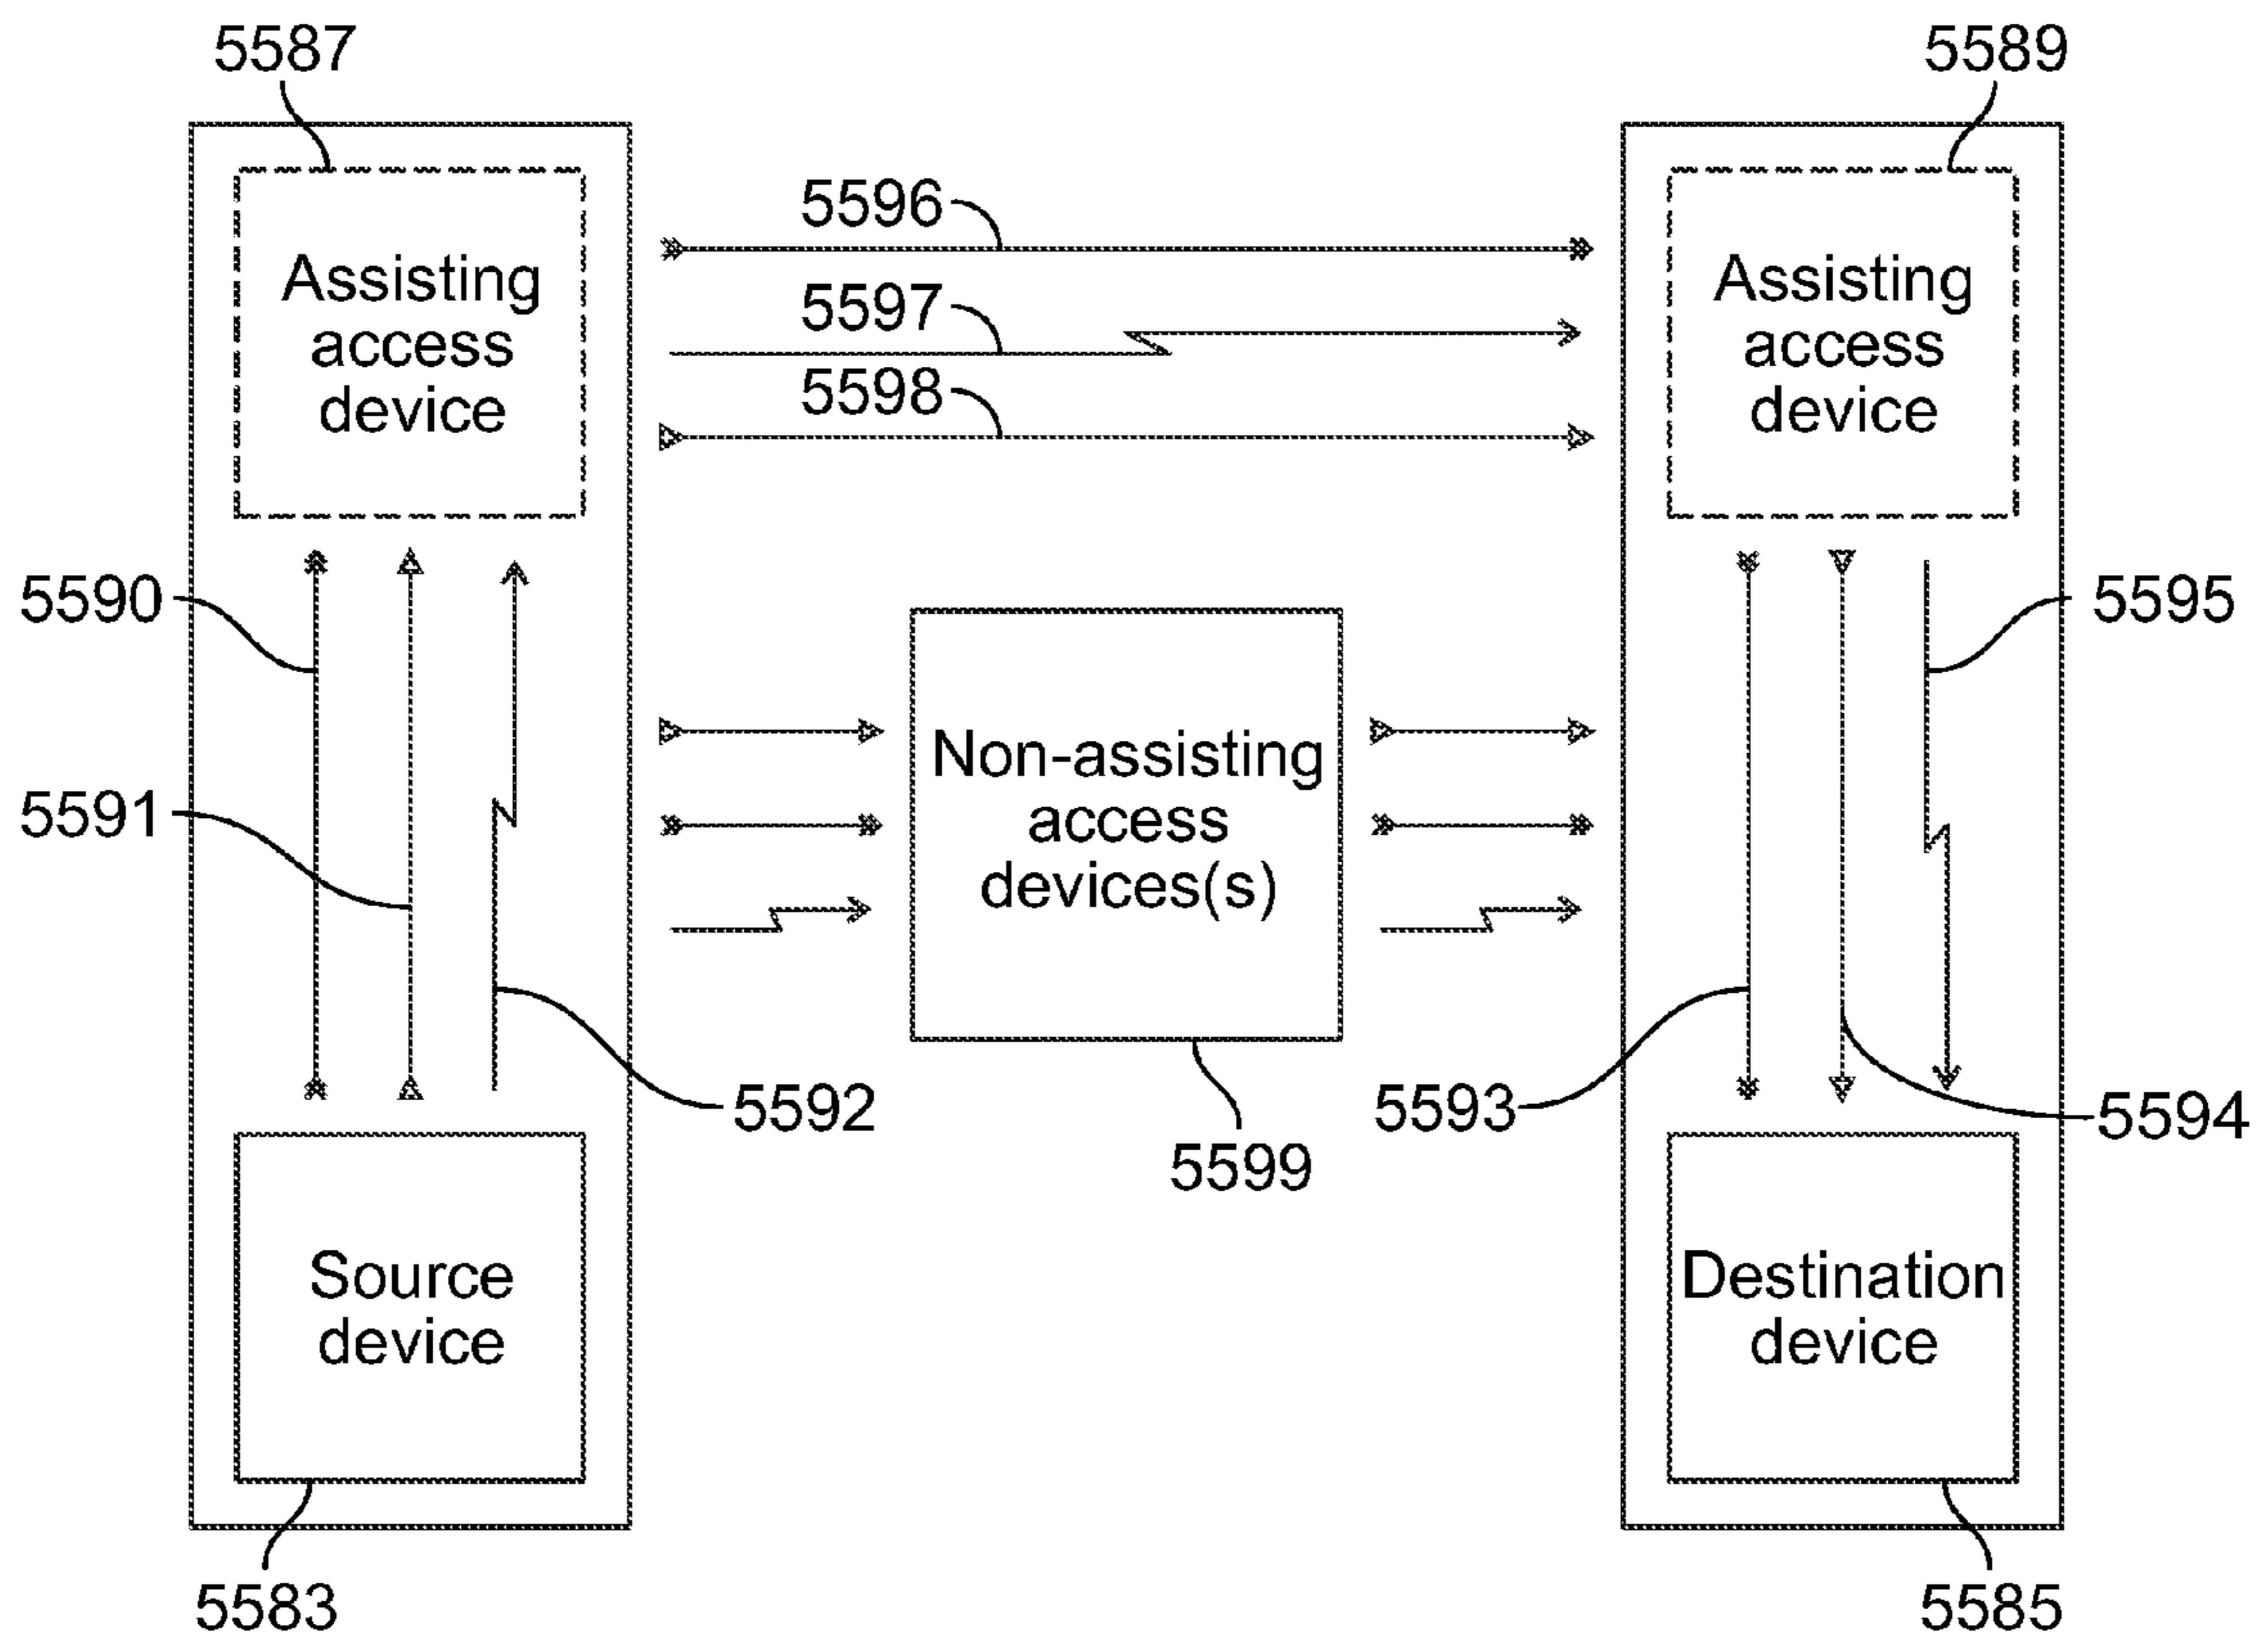 5587
5589
5596
Assisting
access
device
5597
5598
Assisting
access
device
5590
5595
Non-assisting
access
devices(s)
5591
5592
5593
5594
5599
Source
device
Destination
device
5583
5585